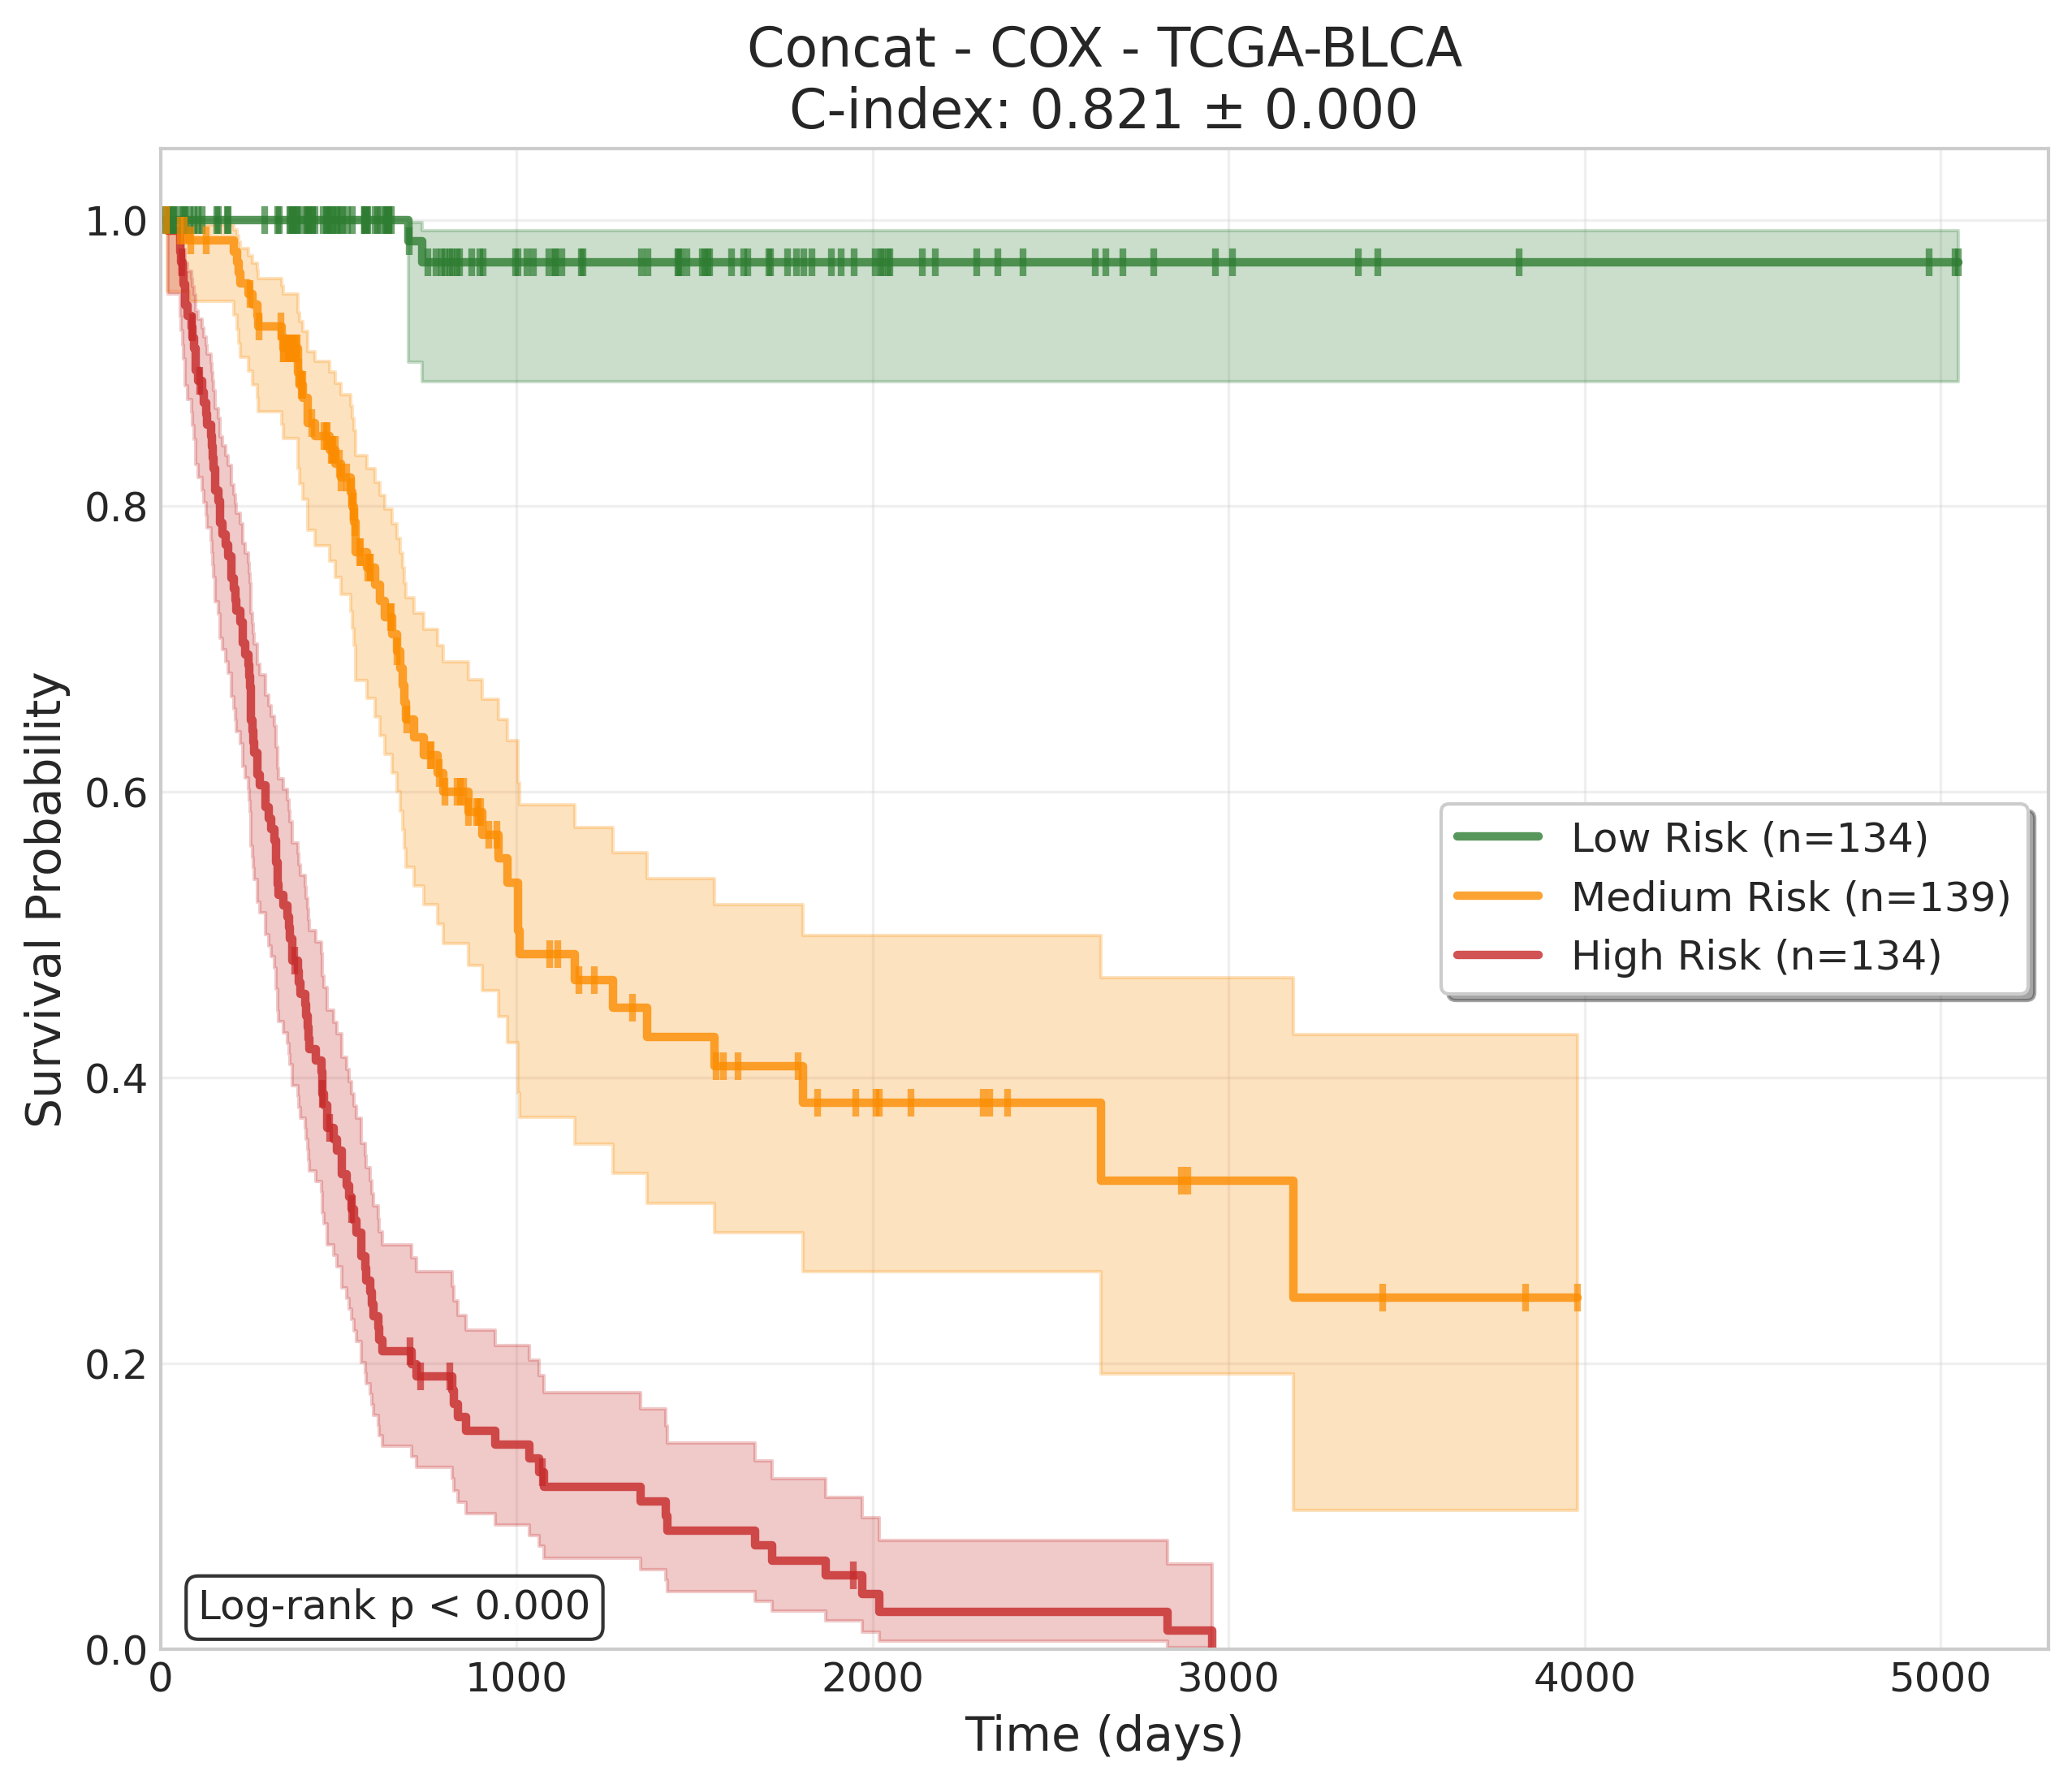 Concat - COX - TCGA-BLCA
C-index: 0.821 ± 0.000
Survival Probability
1.0
0.8
0.6
0.4
0.2
0.0
Low Risk (n=134)
Medium Risk (n=139)
High Risk (n=134)
Log-rank p < 0.000
0 1000 2000 3000 4000 5000
Time (days)